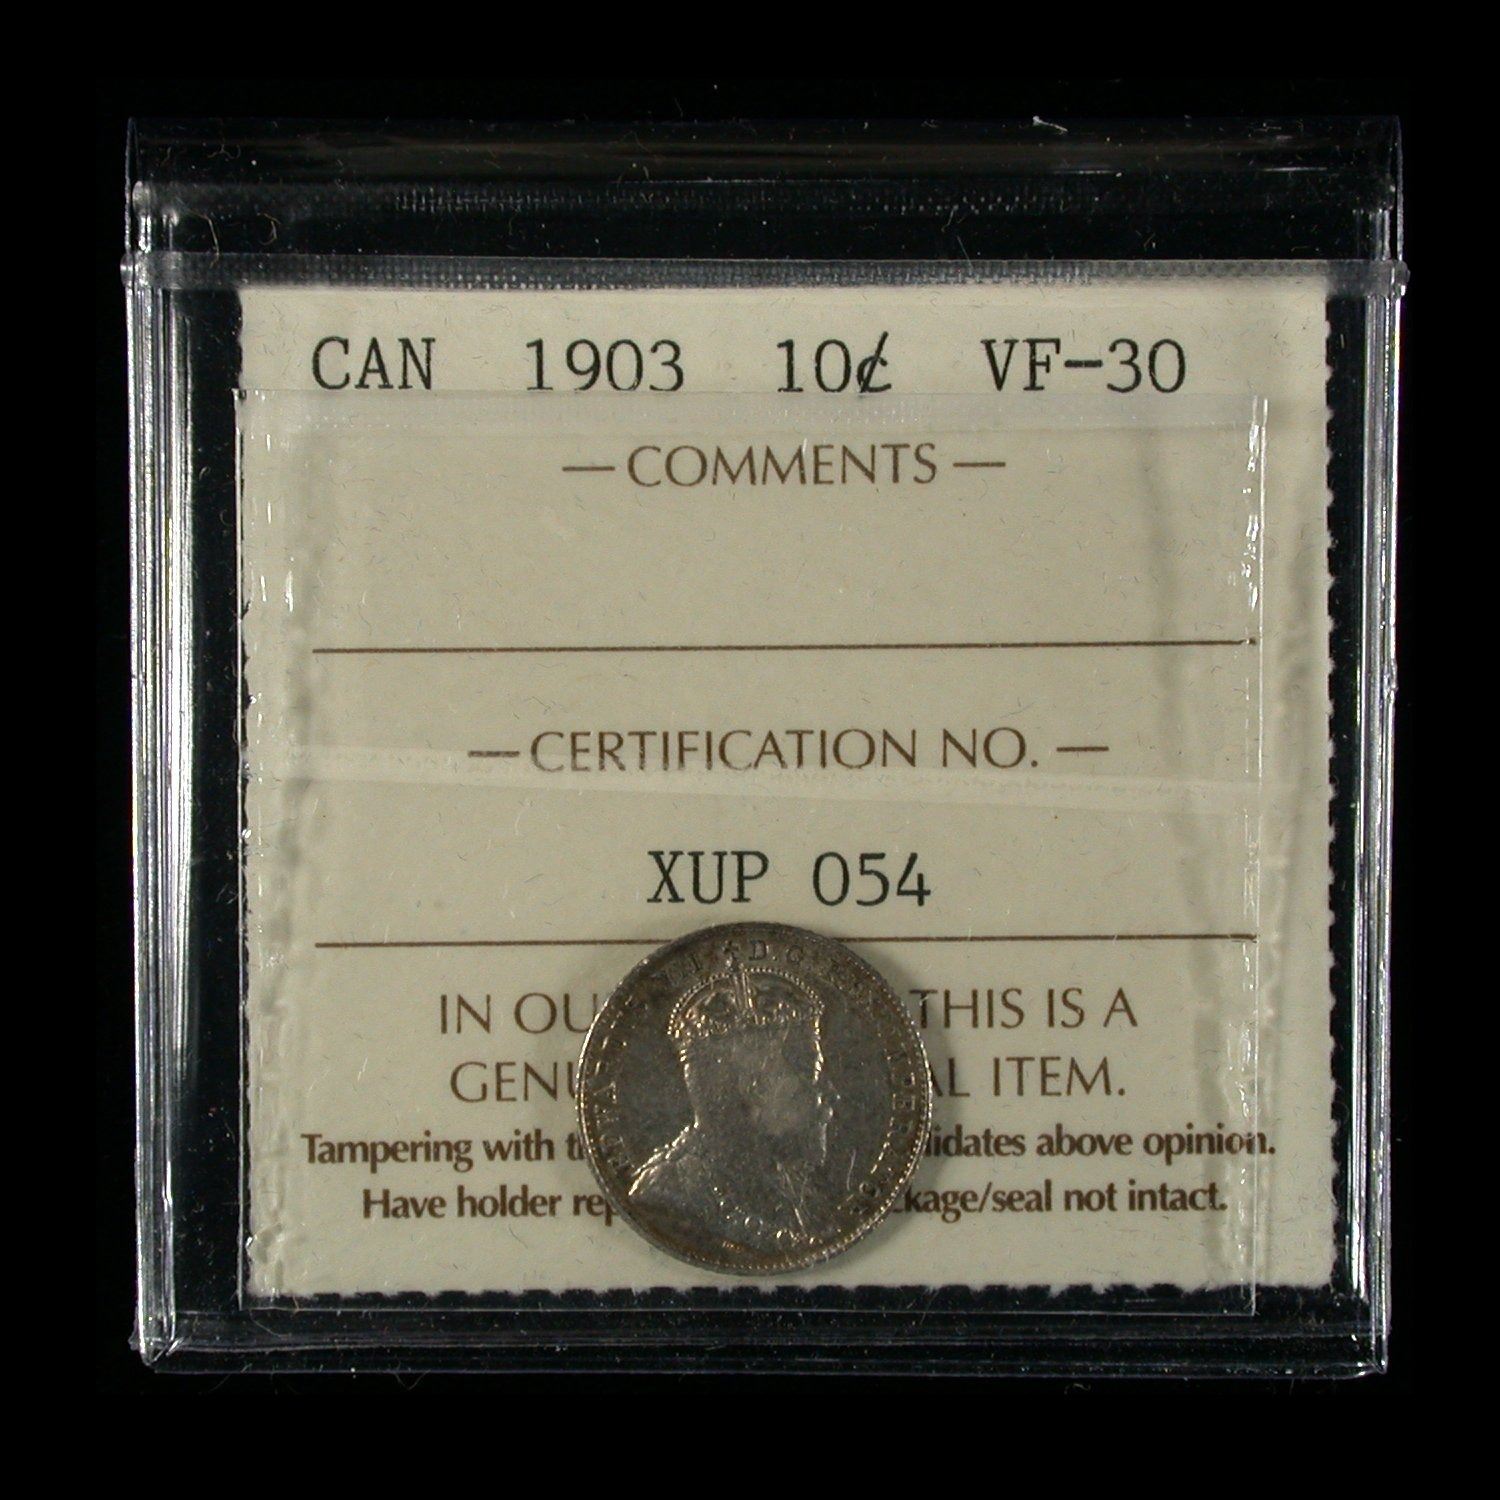 CAN 1903 10¢ VF-30
— COMMENTS —
— CERTIFICATION NO. —
XUP 054
IN OU THIS IS A
GENU AL ITEM.
Tampering with t idates above opinion.
Have holder rep ckage/seal not intact.
D.G.